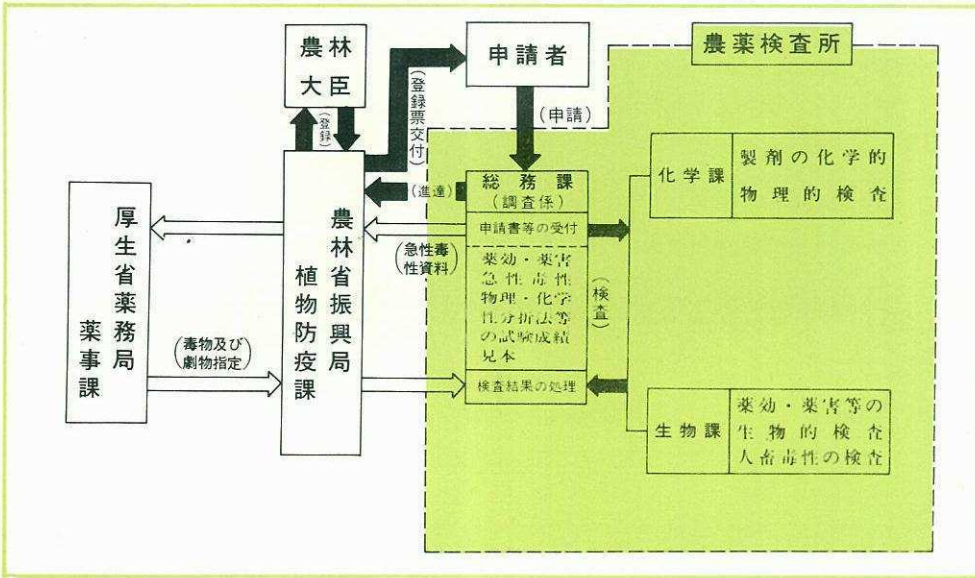 農薬検査所
農林
大臣
申請者
(登録)
(登録票交付)
(申請)
(進達)
総務課
(調査係)
申請書等の受付
薬効・薬害
急性毒性
物理・化学
性分析法等
の試験成績
見本
検査結果の処理
(検査)
化学課
製剤の化学的
物理的検査
生物課
薬効・薬害等の
生物的検査
人畜毒性の検査
農林省振興局
植物防疫課
(急性毒
性資料)
(毒物及び
劇物指定)
厚生省薬務局
薬事課